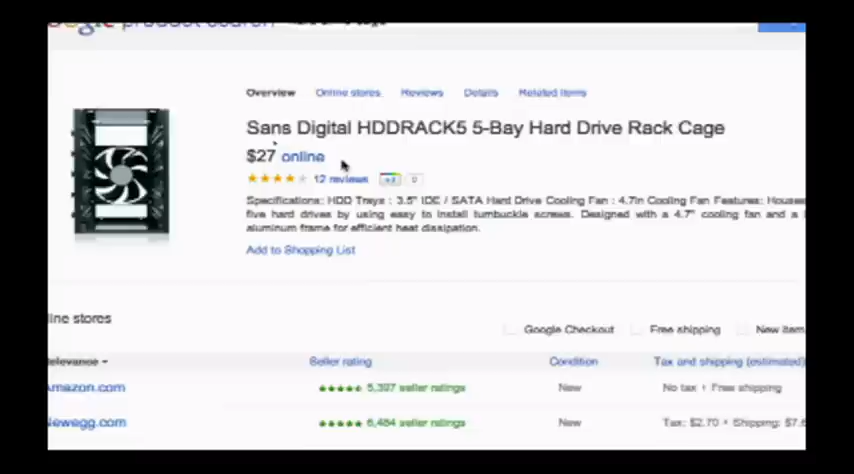 product search
Overview Online stores Reviews Details Related items
Sans Digital HDDRACK5 5-Bay Hard Drive Rack Cage
$27 online
12 reviews 0
Specifications: HDD Trays : 3.5" IDE / SATA Hard Drive Cooling Fan : 4.7in Cooling Fan Features: Houses
five hard drives by using easy to install turnbuckle screws. Designed with a 4.7" cooling fan and a
aluminum frame for efficient heat dissipation.
Add to Shopping List
line stores
Google Checkout Free shipping New item
elevance Seller rating Condition Tax and shipping (estimated)
mazon.com 5,397 seller ratings New No tax + Free shipping
ewegg.com 6,484 seller ratings New Tax: $2.70 + Shipping: $7.